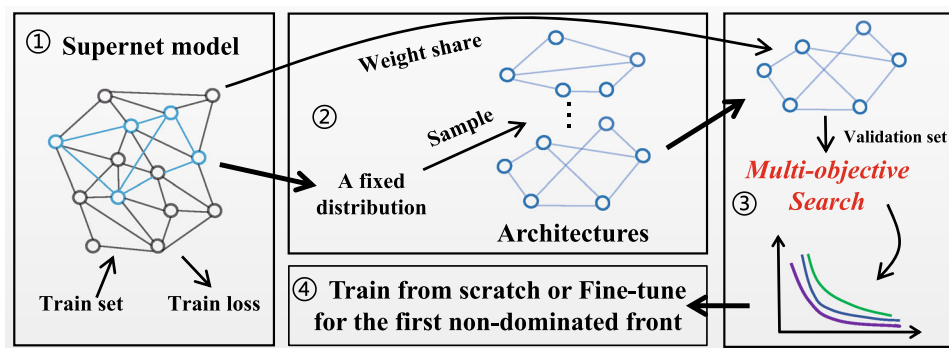 ① Supernet model
Train set
Train loss
②
Weight share
Sample
A fixed
distribution
Architectures
Validation set
Multi-objective
Search
③
④ Train from scratch or Fine-tune
for the first non-dominated front